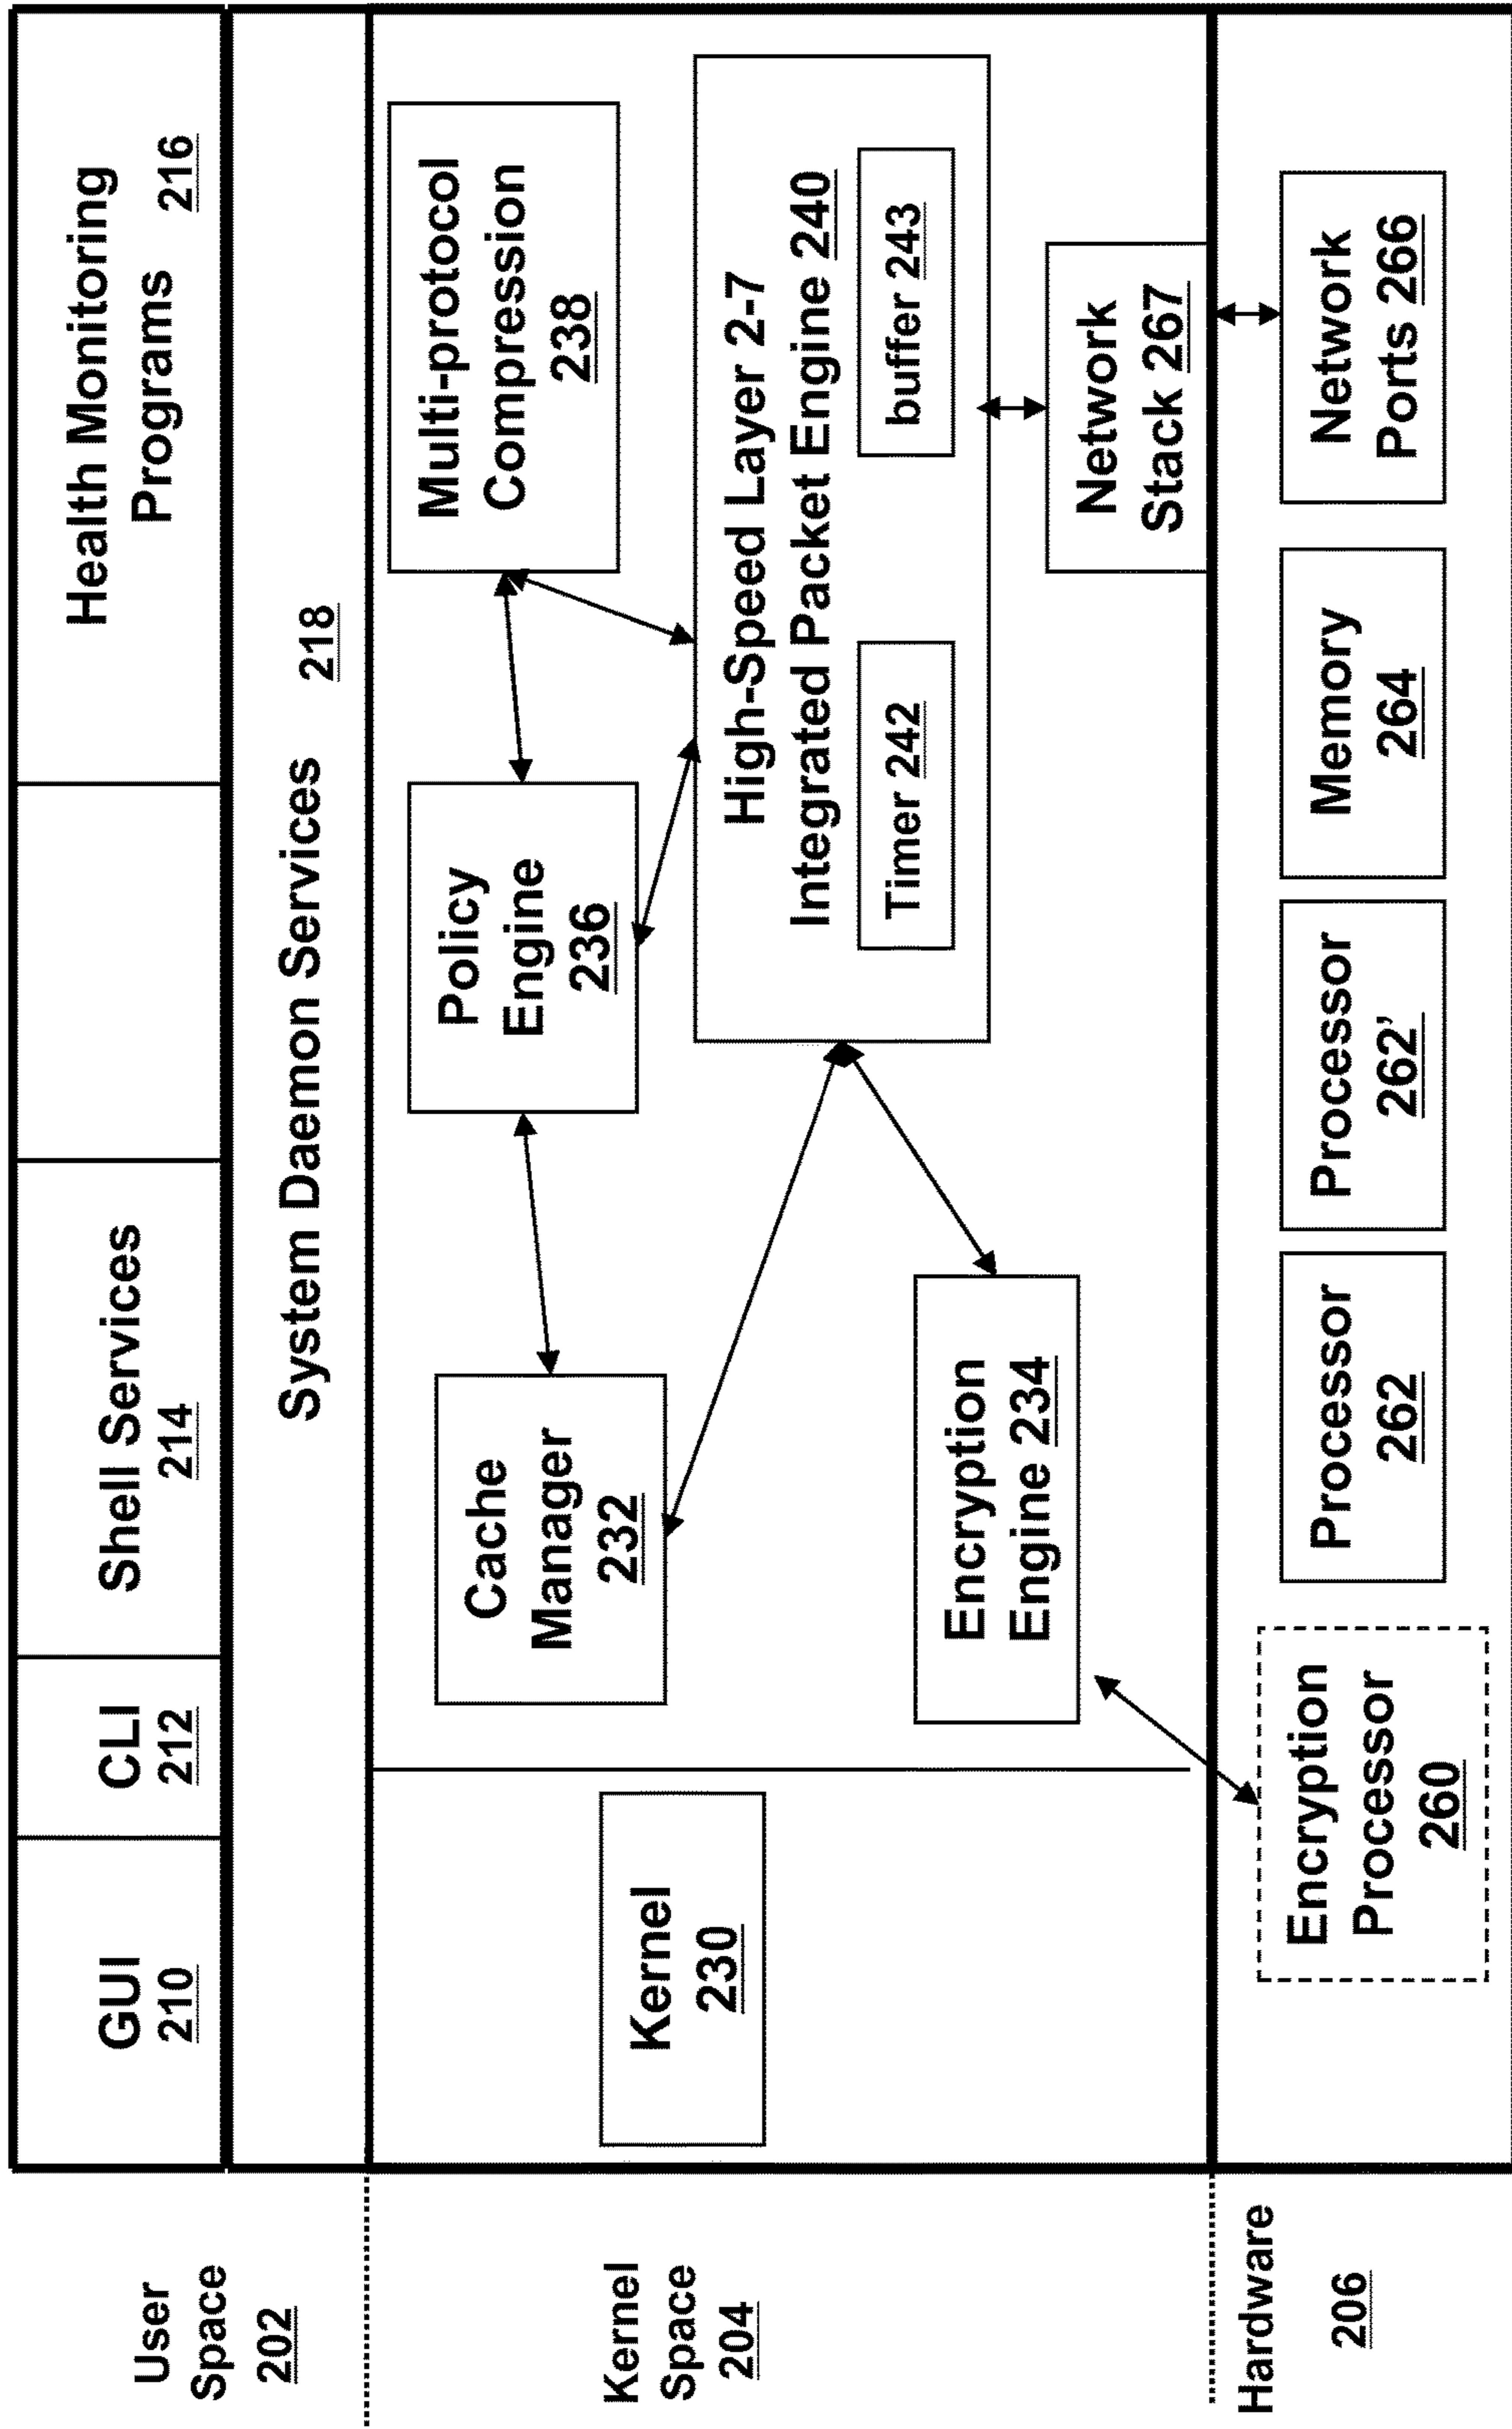 User
Space
202
GUI
210
CLI
212
Shell Services
214
Health Monitoring
Programs 216
System Daemon Services 218
Kernel
Space
204
Kernel
230
Cache
Manager
232
Policy
Engine
236
Multi-protocol
Compression
238
High-Speed Layer 2-7
Integrated Packet Engine 240
Timer 242
buffer 243
Encryption
Engine 234
Network
Stack 267
Hardware
206
Encryption
Processor
260
Processor
262
Processor
262’
Memory
264
Network
Ports 266